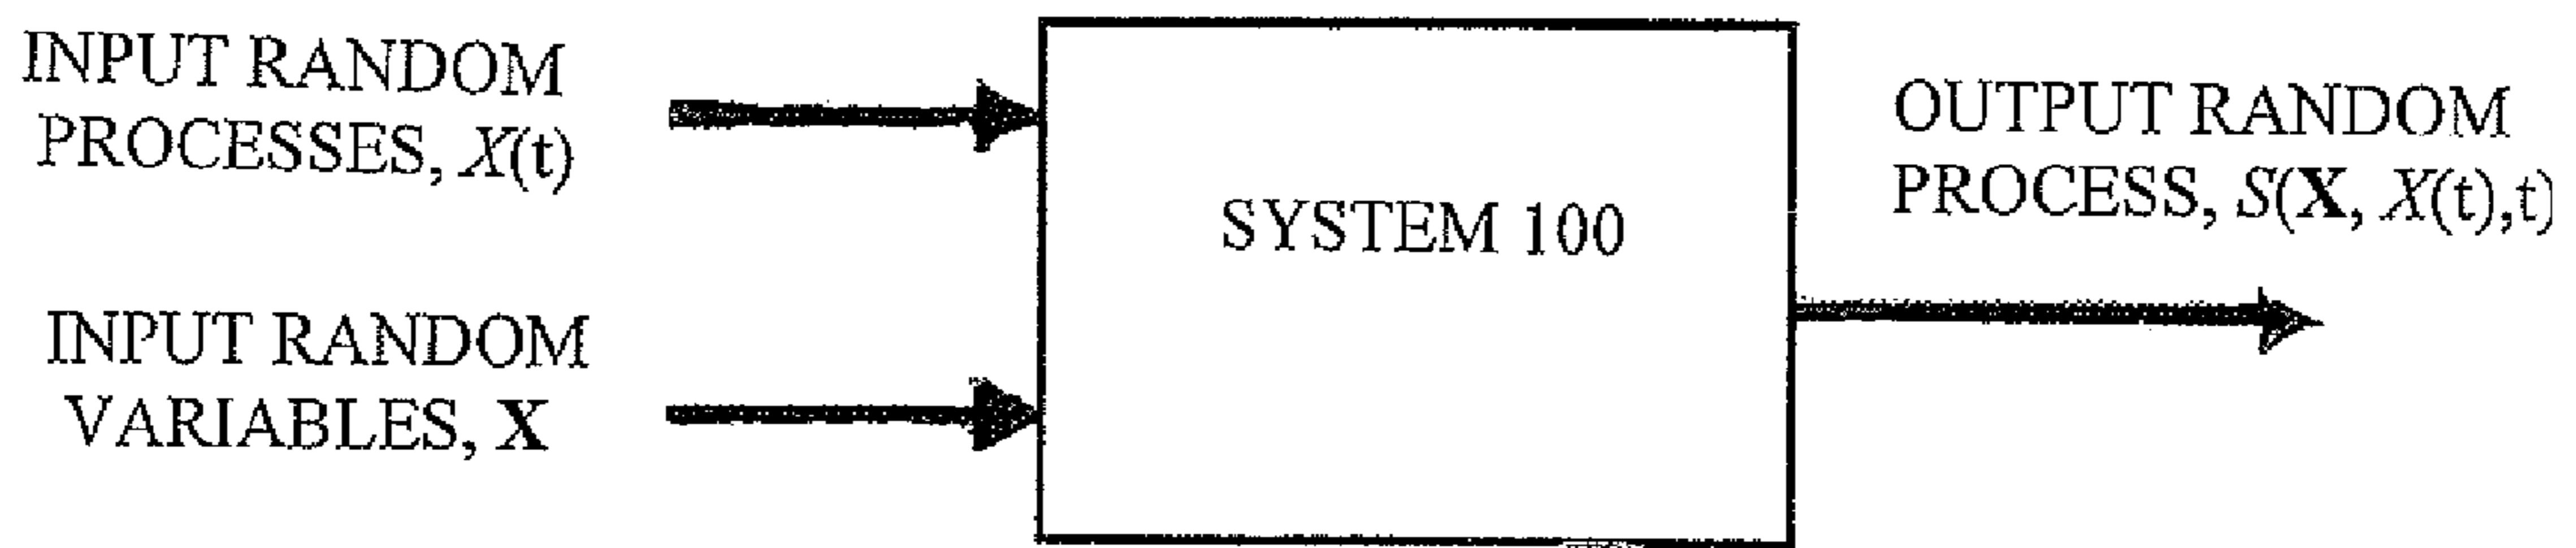 INPUT RANDOM
PROCESSES, X(t)
INPUT RANDOM
VARIABLES, X
SYSTEM 100
OUTPUT RANDOM
PROCESS, S(X, X(t),t)